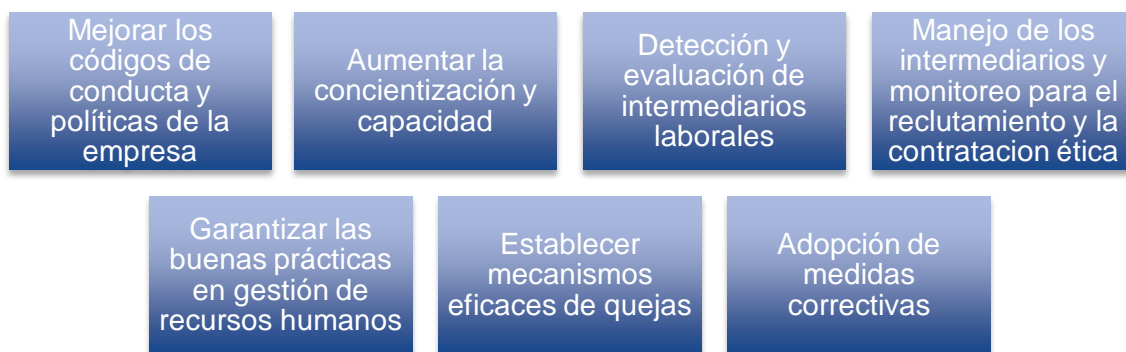 Mejorar los
códigos de
conducta y
políticas de la
empresa
Aumentar la
concientización y
capacidad
Detección y
evaluación de
intermediarios
laborales
Manejo de los
intermediarios y
monitoreo para el
reclutamiento y la
contratacion ética
Garantizar las
buenas prácticas
en gestión de
recursos humanos
Establecer
mecanismos
eficaces de quejas
Adopción de
medidas
correctivas